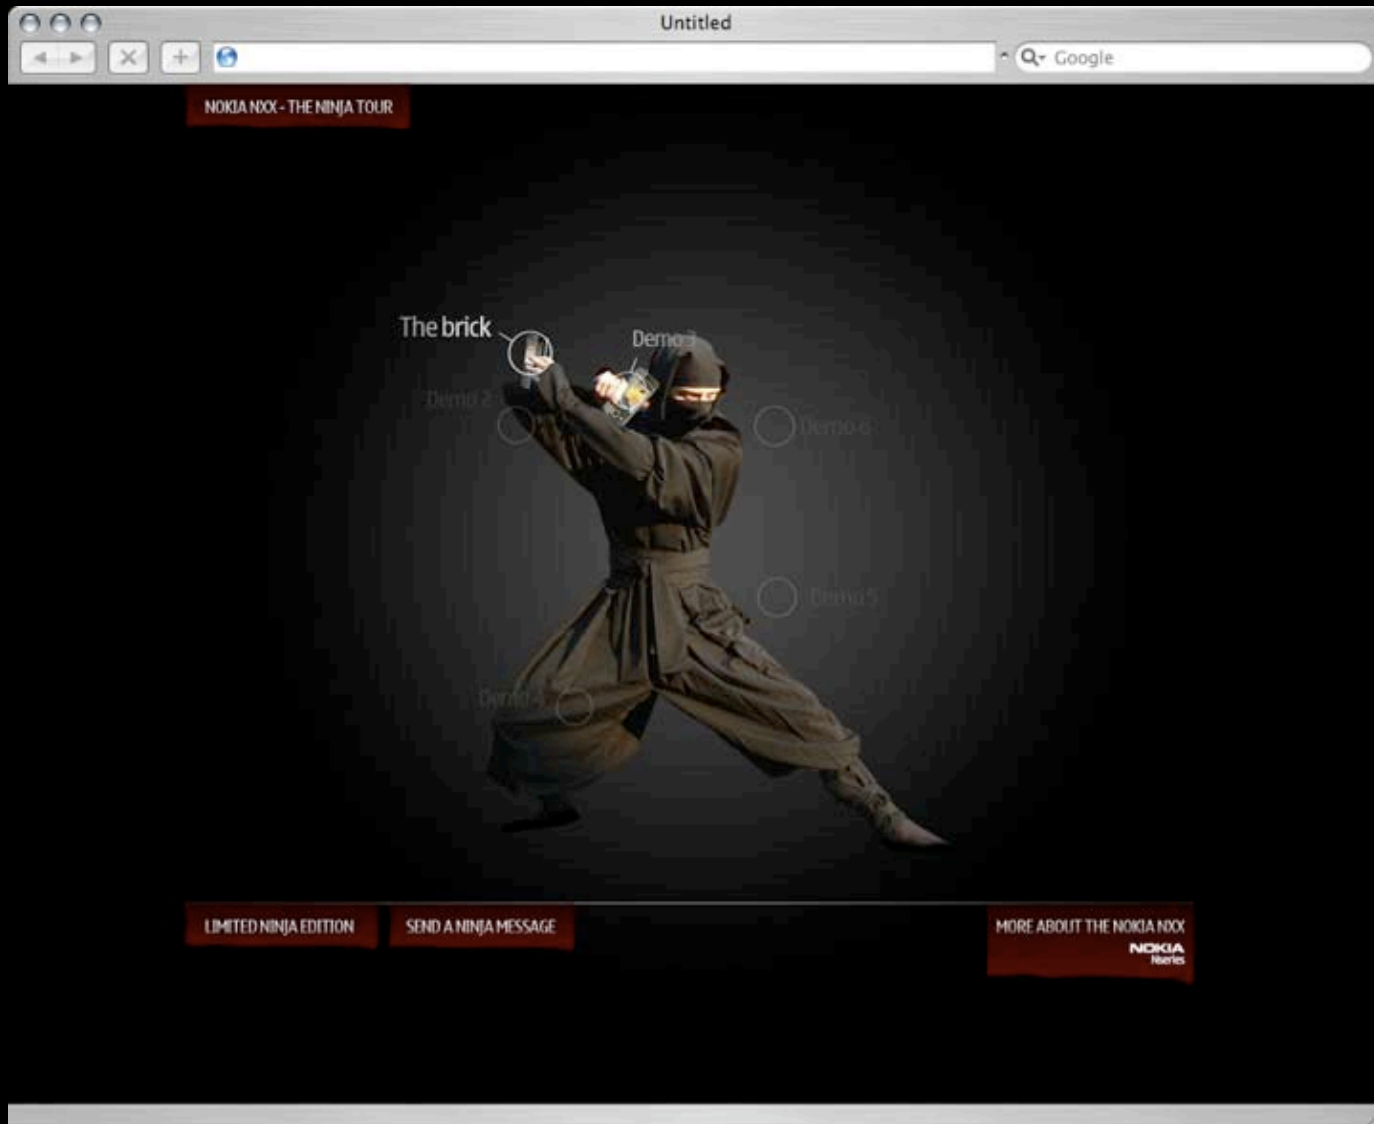 Untitled
Google
NOKIA NXX - THE NINJA TOUR
The brick
Demo 3
Demo 2
Demo 6
Demo 5
Demo 4
LIMITED NINJA EDITION
SEND A NINJA MESSAGE
MORE ABOUT THE NOKIA NXX
NOKIA
Nseries